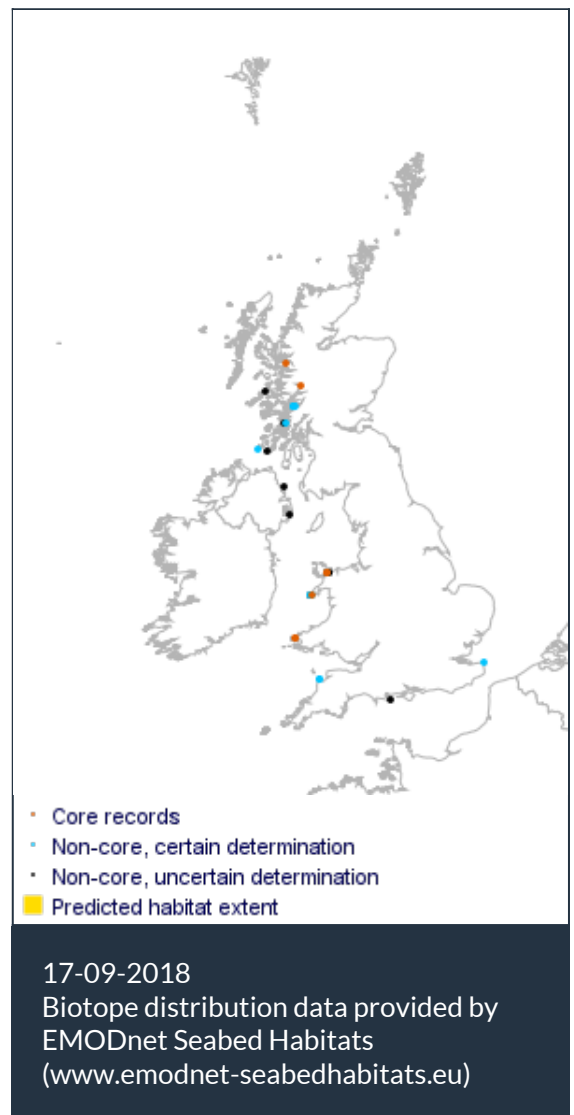 Core records
Non-core, certain determination
Non-core, uncertain determination
Predicted habitat extent
17-09-2018
Biotope distribution data provided by
EMODnet Seabed Habitats
(www.emodnet-seabedhabitats.eu)